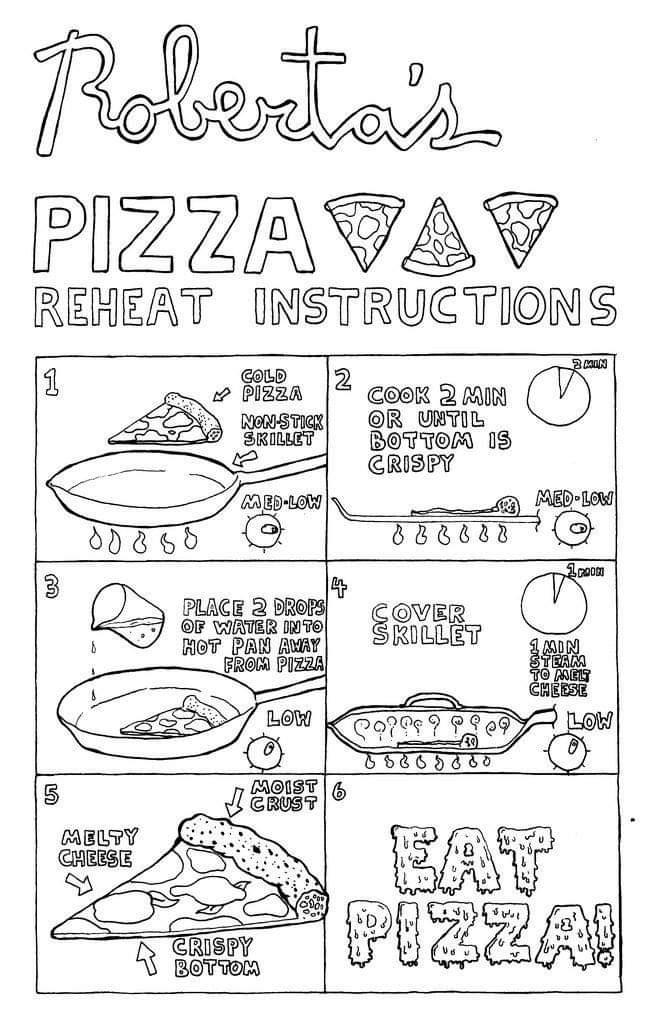 Roberta's
PIZZA
REHEAT INSTRUCTIONS
1
COLD
PIZZA
NON-STICK
SKILLET
MED-LOW
2
2 MIN
COOK 2 MIN
OR UNTIL
BOTTOM IS
CRISPY
MED-LOW
3
PLACE 2 DROPS
OF WATER INTO
HOT PAN AWAY
FROM PIZZA
LOW
4
1 MIN
COVER
SKILLET
1 MIN
STEAM
TO MELT
CHEESE
LOW
5
MOIST
CRUST
MELTY
CHEESE
CRISPY
BOTTOM
6
EAT
PIZZA!